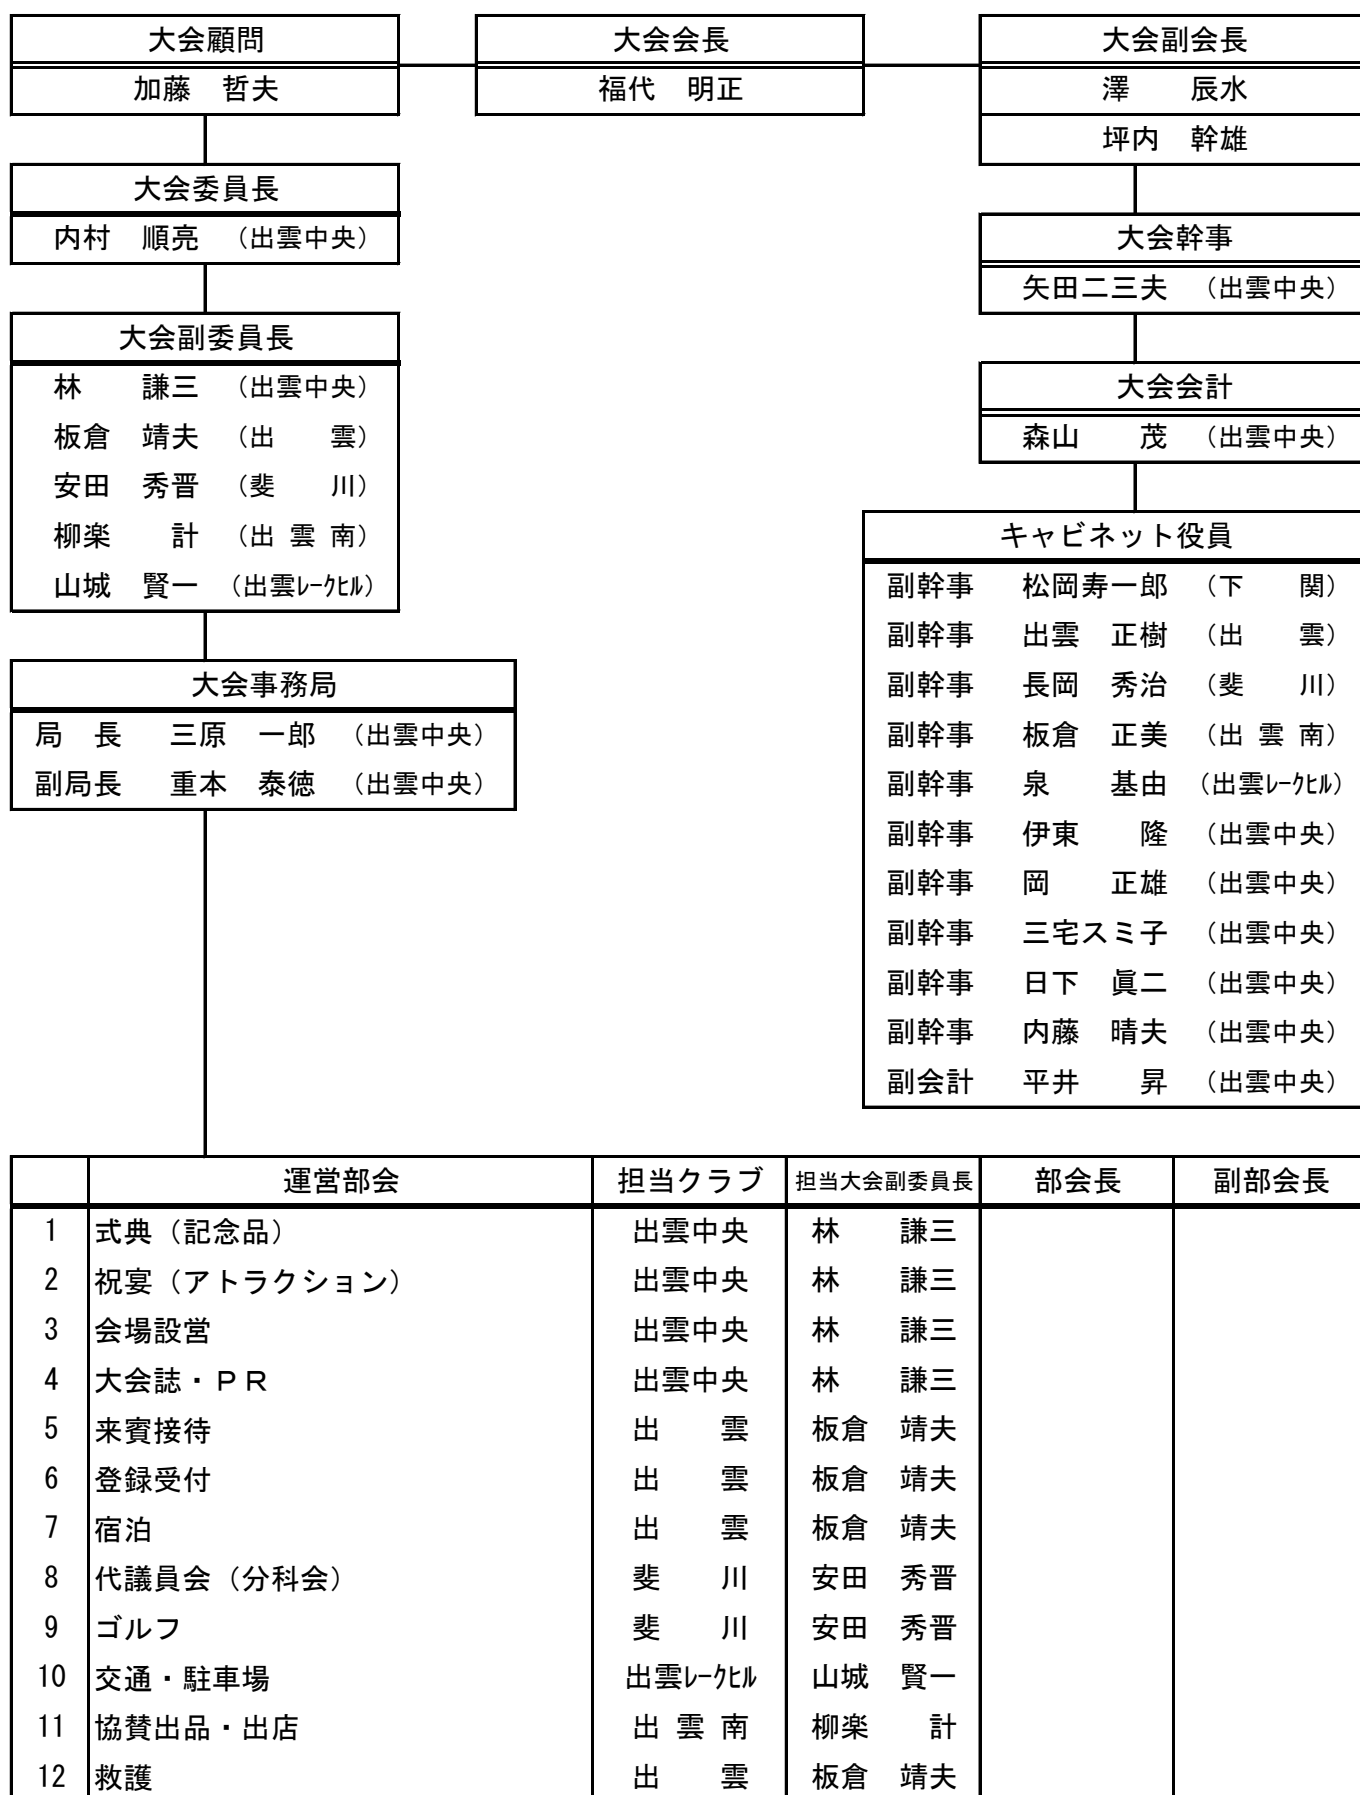 大会顧問
加藤　哲夫
大会会長
福代　明正
大会副会長
澤　　辰水
坪内　幹雄
大会委員長
内村　順亮　（出雲中央）
大会副委員長
林　　謙三　（出雲中央）
板倉　靖夫　（出　　雲）
安田　秀晋　（斐　　川）
柳楽　　計　（出 雲 南）
山城　賢一　（出雲ﾚｰｸﾋﾙ）
大会事務局
局　長　三原　一郎　（出雲中央）
副局長　重本　泰徳　（出雲中央）
大会幹事
矢田二三夫　（出雲中央）
大会会計
森山　　茂　（出雲中央）
キャビネット役員
副幹事　松岡寿一郎　（下　　関）
副幹事　出雲　正樹　（出　　雲）
副幹事　長岡　秀治　（斐　　川）
副幹事　板倉　正美　（出 雲 南）
副幹事　泉　　基由　（出雲ﾚｰｸﾋﾙ）
副幹事　伊東　　隆　（出雲中央）
副幹事　岡　　正雄　（出雲中央）
副幹事　三宅スミ子　（出雲中央）
副幹事　日下　眞二　（出雲中央）
副幹事　内藤　晴夫　（出雲中央）
副会計　平井　　昇　（出雲中央）
運営部会　担当クラブ　担当大会副委員長　部会長　副部会長
1　式典（記念品）　出雲中央　林　　謙三
2　祝宴（アトラクション）　出雲中央　林　　謙三
3　会場設営　出雲中央　林　　謙三
4　大会誌・ＰＲ　出雲中央　林　　謙三
5　来賓接待　出　　雲　板倉　靖夫
6　登録受付　出　　雲　板倉　靖夫
7　宿泊　出　　雲　板倉　靖夫
8　代議員会（分科会）　斐　　川　安田　秀晋
9　ゴルフ　斐　　川　安田　秀晋
10　交通・駐車場　出雲ﾚｰｸﾋﾙ　山城　賢一
11　協賛出品・出店　出 雲 南　柳楽　　計
12　救護　出　　雲　板倉　靖夫